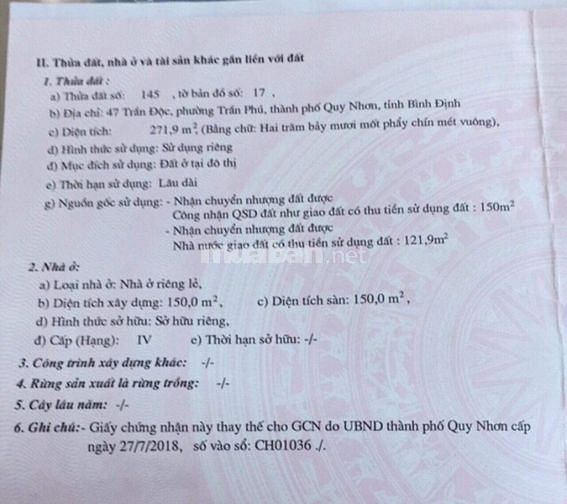 II. Thửa đất, nhà ở và tài sản khác gắn liền với đất
1. Thửa đất :
a) Thửa đất số: 145 , tờ bản đồ số: 17 ,
b) Địa chỉ: 47 Trần Độc, phường Trần Phú, thành phố Quy Nhơn, tỉnh Bình Định
c) Diện tích: 271,9 m², (Bằng chữ: Hai trăm bảy mươi mốt phẩy chín mét vuông),
d) Hình thức sử dụng: Sử dụng riêng
đ) Mục đích sử dụng: Đất ở tại đô thị
e) Thời hạn sử dụng: Lâu dài
g) Nguồn gốc sử dụng: - Nhận chuyển nhượng đất được
Công nhận QSD đất như giao đất có thu tiền sử dụng đất : 150m²
- Nhận chuyển nhượng đất được
Nhà nước giao đất có thu tiền sử dụng đất : 121,9m²
muaban.net
2. Nhà ở:
a) Loại nhà ở: Nhà ở riêng lẻ,
b) Diện tích xây dựng: 150,0 m², c) Diện tích sàn: 150,0 m²,
d) Hình thức sở hữu: Sở hữu riêng,
đ) Cấp (Hạng): IV e) Thời hạn sở hữu: -/-
3. Công trình xây dựng khác: -/-
4. Rừng sản xuất là rừng trồng: -/-
5. Cây lâu năm: -/-
6. Ghi chú:- Giấy chứng nhận này thay thế cho GCN do UBND thành phố Quy Nhơn cấp
ngày 27/7/2018, số vào sổ: CH01036 ./.